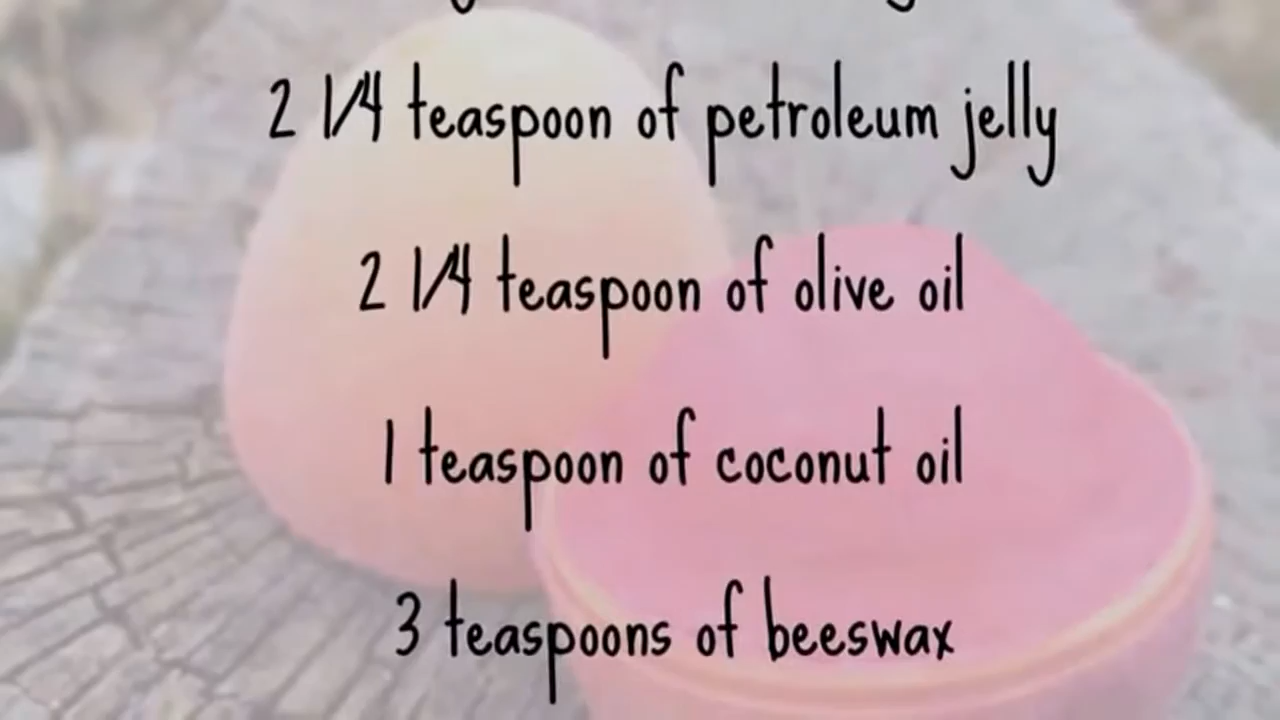 2 1/4 teaspoon of petroleum jelly
2 1/4 teaspoon of olive oil
1 teaspoon of coconut oil
3 teaspoons of beeswax